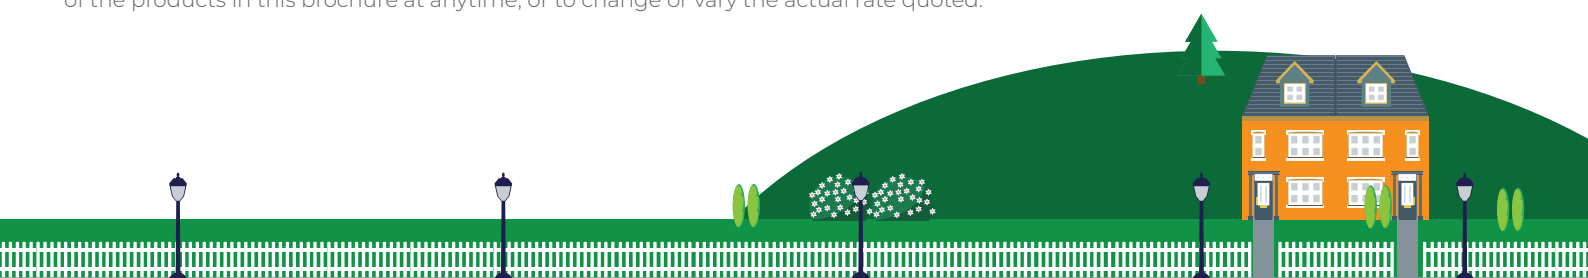 of the products in this brochure at anytime, or to change or vary the actual rate quoted.